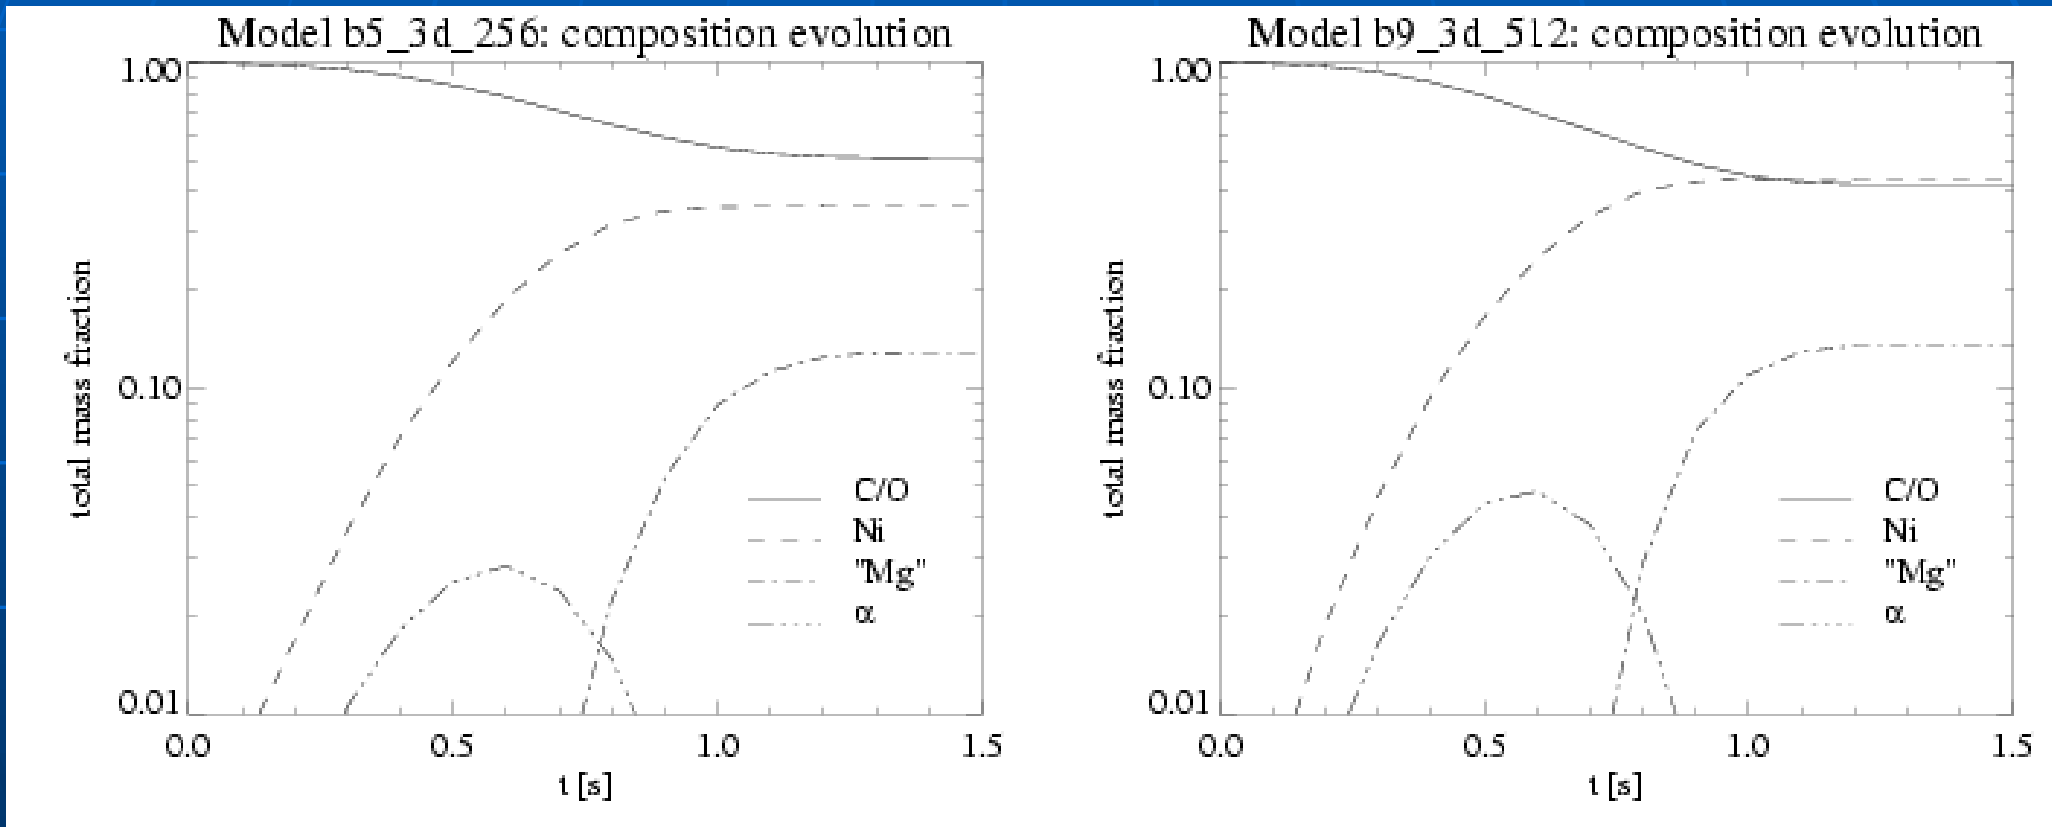 Model b5_3d_256: composition evolution
1.00
0.10
0.01
total mass fraction
C/O
Ni
"Mg"
α
0.0 0.5 1.0 1.5
t [s]
Model b9_3d_512: composition evolution
1.00
0.10
0.01
total mass fraction
C/O
Ni
"Mg"
α
0.0 0.5 1.0 1.5
t [s]